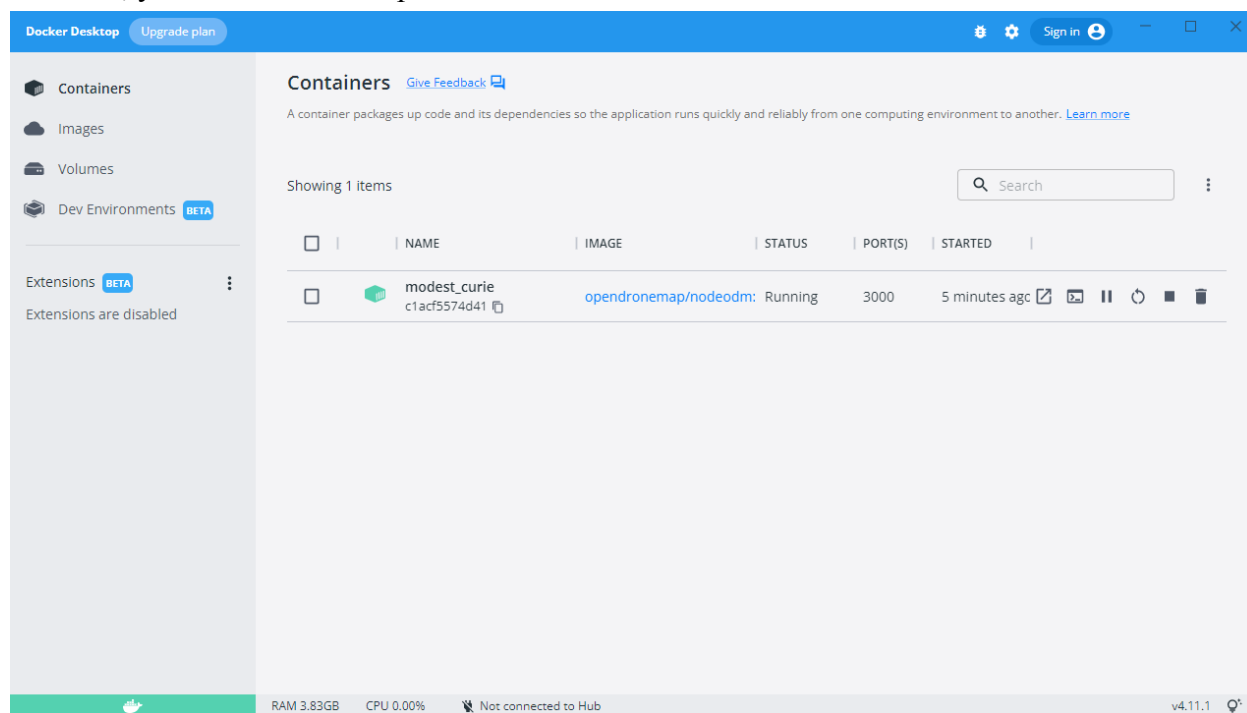 Docker Desktop Upgrade plan Sign in
Containers
Images
Volumes
Dev Environments BETA
Extensions BETA
Extensions are disabled
Containers Give Feedback
A container packages up code and its dependencies so the application runs quickly and reliably from one computing environment to another. Learn more
Showing 1 items
Search
NAME IMAGE STATUS PORT(S) STARTED
modest_curie
c1acf5574d41
opendronemap/nodeodm: Running 3000 5 minutes agc
RAM 3.83GB CPU 0.00% Not connected to Hub v4.11.1